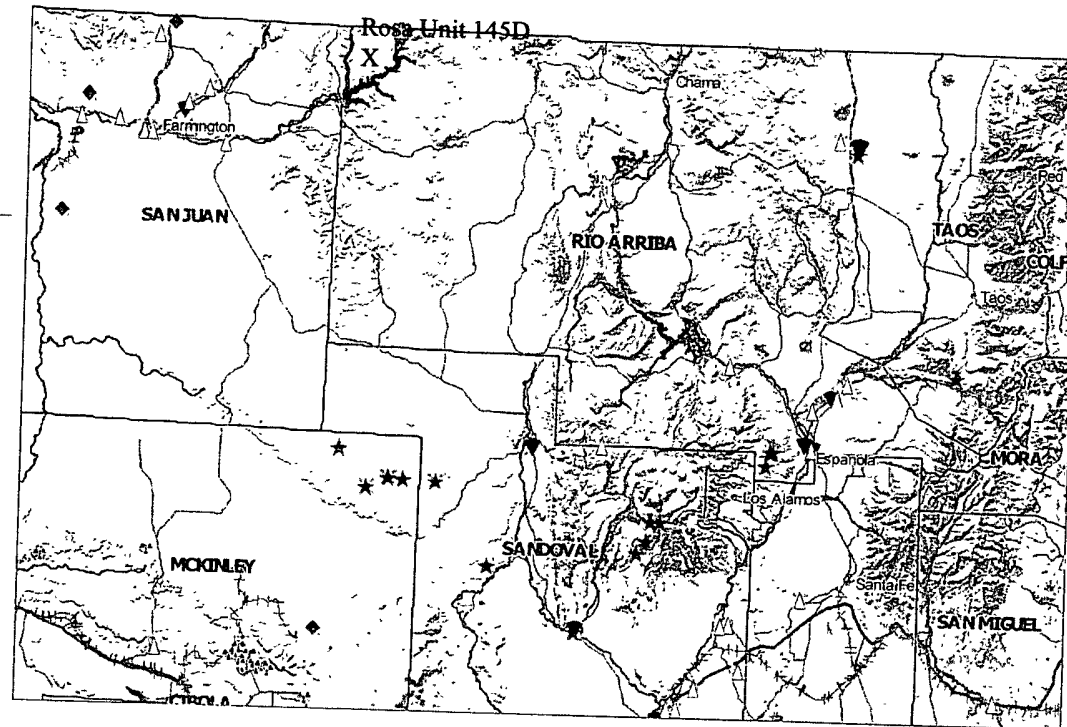 Rosa Unit 145D
X
Chama
Farmington
Red
SAN JUAN
RIO ARRIBA
TAOS
COLF
Taos
Española
MORA
Los Alamos
SANDOVAL
MCKINLEY
Santa Fe
SAN MIGUEL
CIBOLA